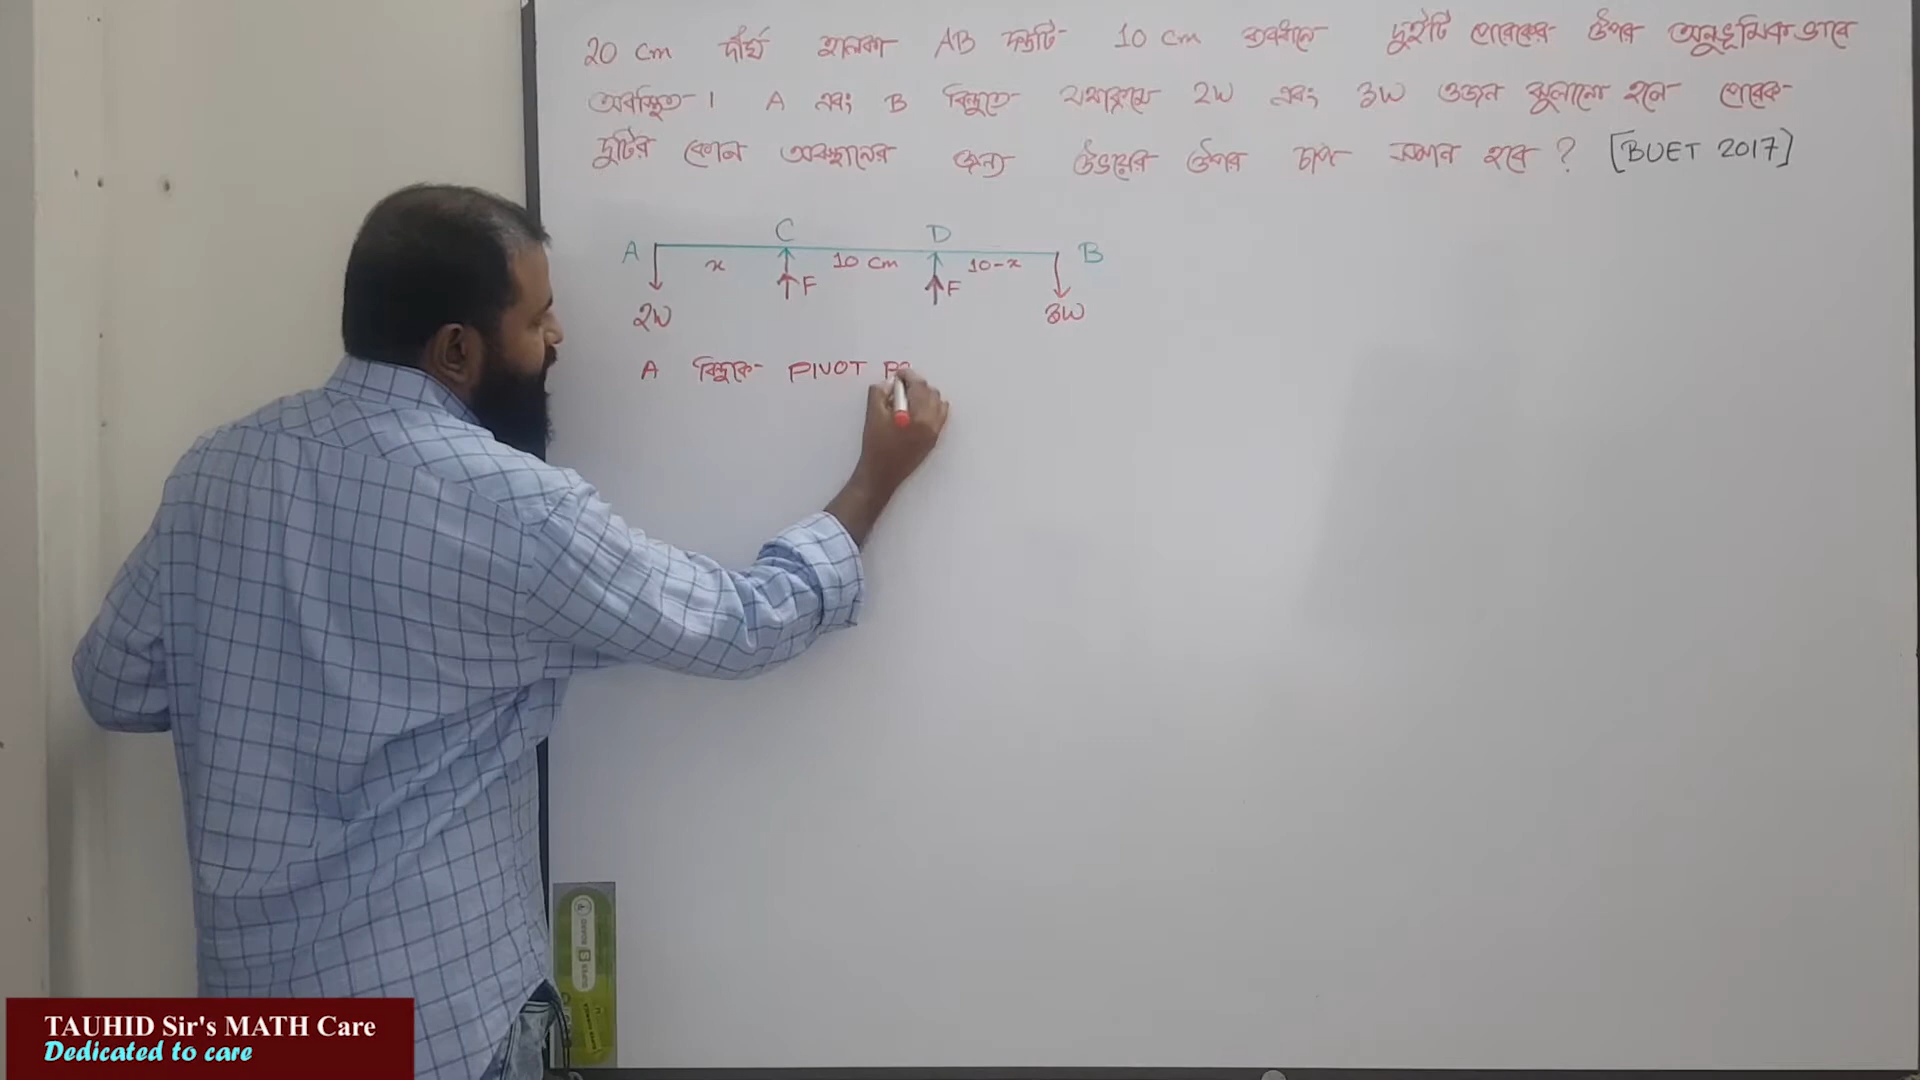 20 cm দীর্ঘ হালকা AB দন্ডটি 10 cm ব্যবধানে দুইটি পেরেকের উপর অনুভূমিক ভাবে
অবস্থিত। A এবং B বিন্দুতে যথাক্রমে 2W এবং 3W ওজন ঝুলানো হলে পেরেক
দুটির কোন অবস্থানের জন্য উভয়ের উপর চাপ সমান হবে ? [BUET 2017]
A C D B
x 10 cm 10-x
F F
2W 3W
A বিন্দুকে PIVOT
TAUHID Sir's MATH Care
Dedicated to care